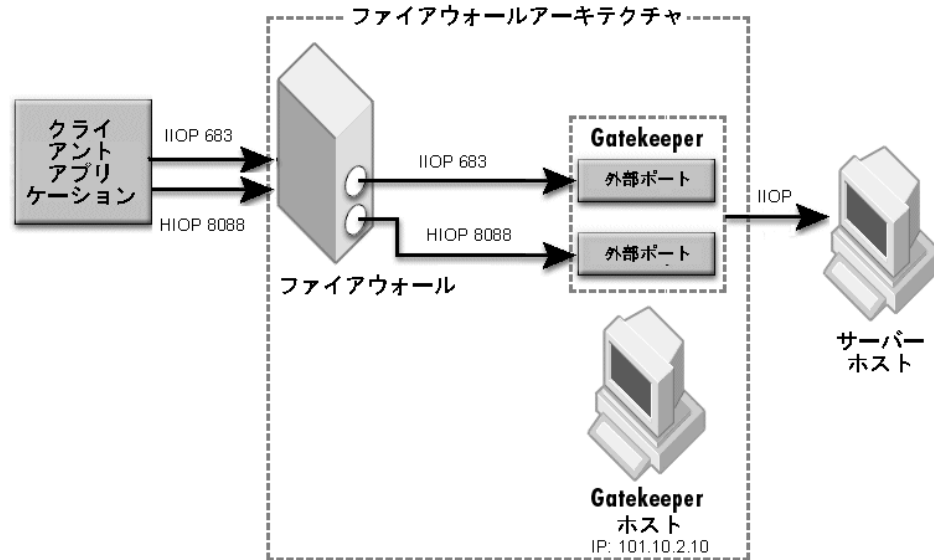 ファイアウォールアーキテクチャ
クライ
アント
アプリ
ケーション
IIOP 683
HIOP 8088
ファイアウォール
IIOP 683
HIOP 8088
Gatekeeper
外部ポート
外部ポート
IIOP
サーバー
ホスト
Gatekeeper
ホスト
IP: 101.10.2.10